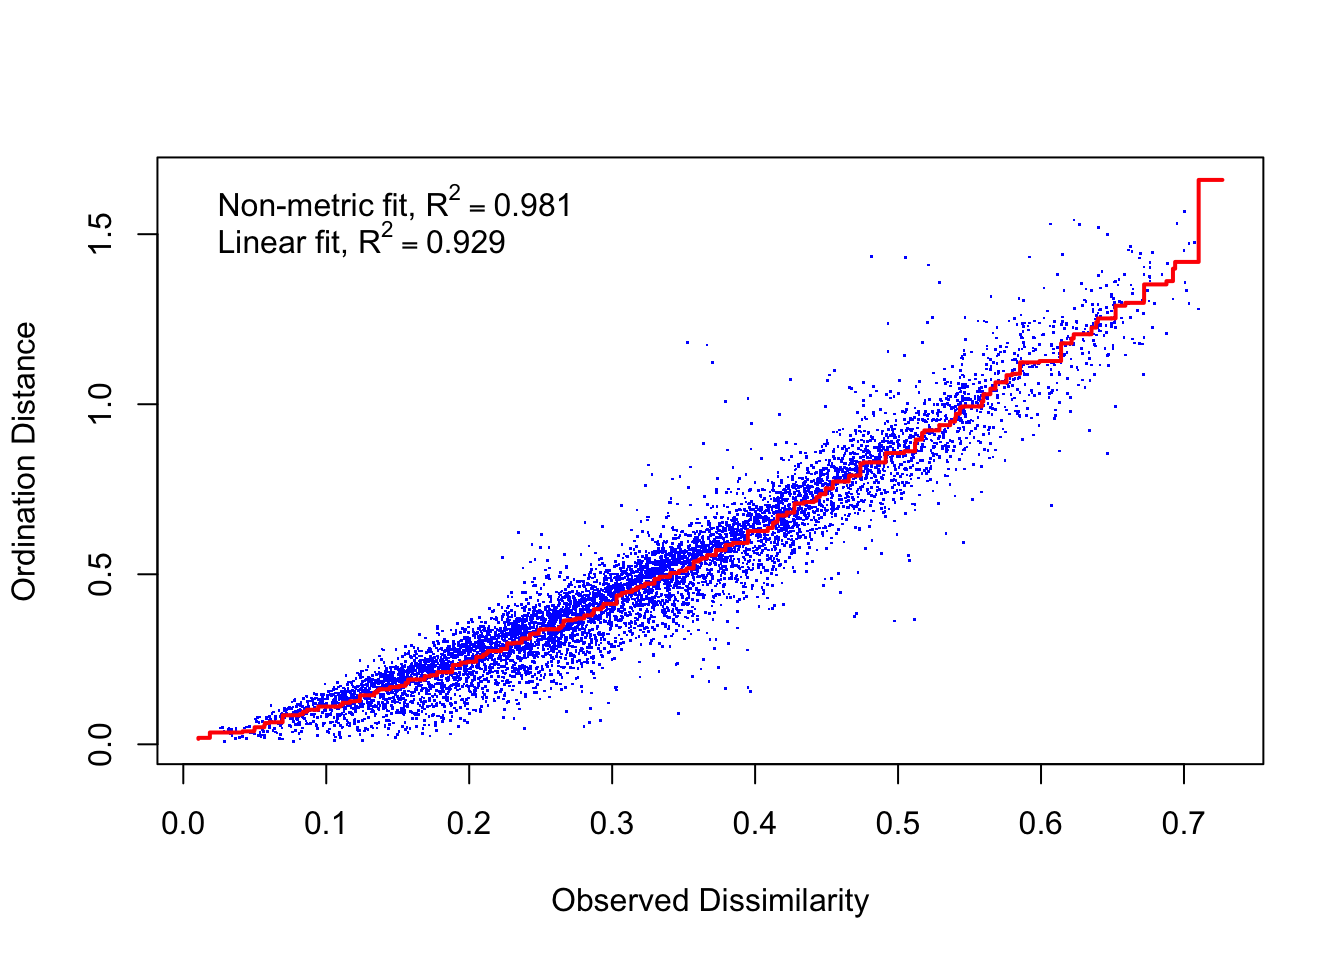 Non-metric fit, R² = 0.981
Linear fit, R² = 0.929
Ordination Distance
0.0 0.5 1.0 1.5
0.0 0.1 0.2 0.3 0.4 0.5 0.6 0.7
Observed Dissimilarity